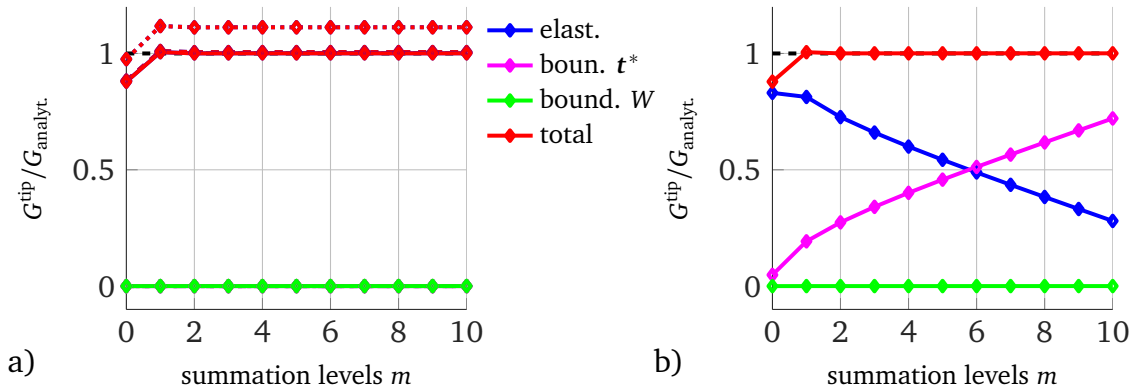 1
0.5
0
0 2 4 6 8 10
G^tip/G_analyt.
summation levels m
a)
elast.
boun. t*
bound. W
total
1
0.5
0
0 2 4 6 8 10
G^tip/G_analyt.
summation levels m
b)